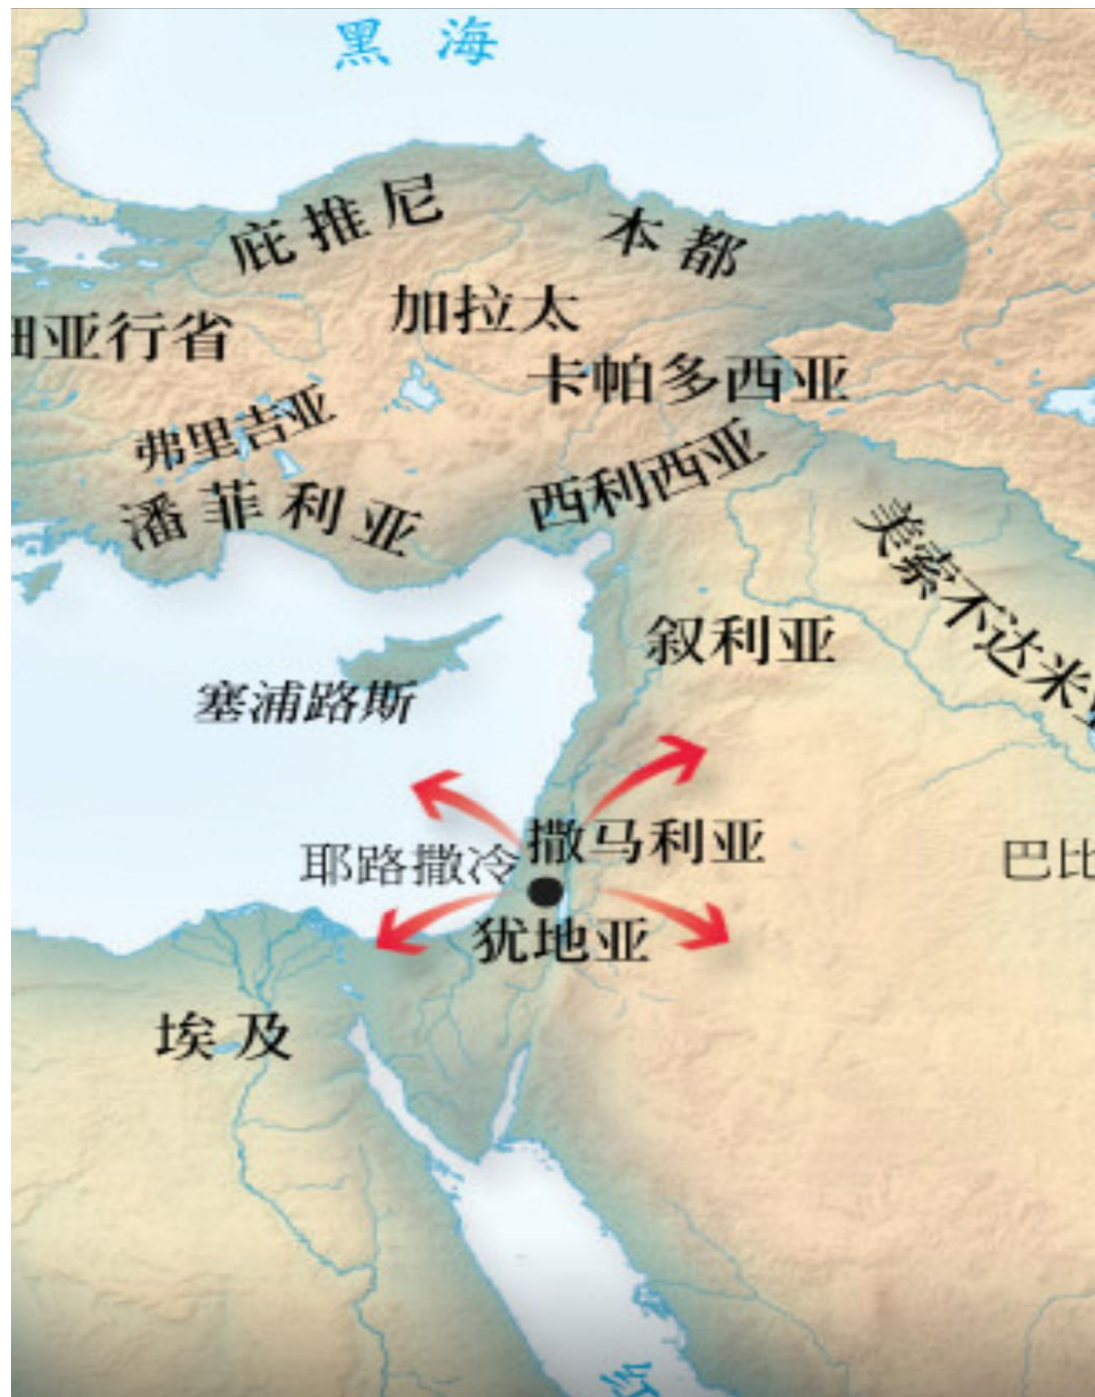 黑海
庇推尼
本都
加拉太
亚行省
卡帕多西亚
弗里吉亚
西利西亚
潘菲利亚
美索不达米
叙利亚
塞浦路斯
撒马利亚
耶路撒冷
巴比
犹地亚
埃及
红